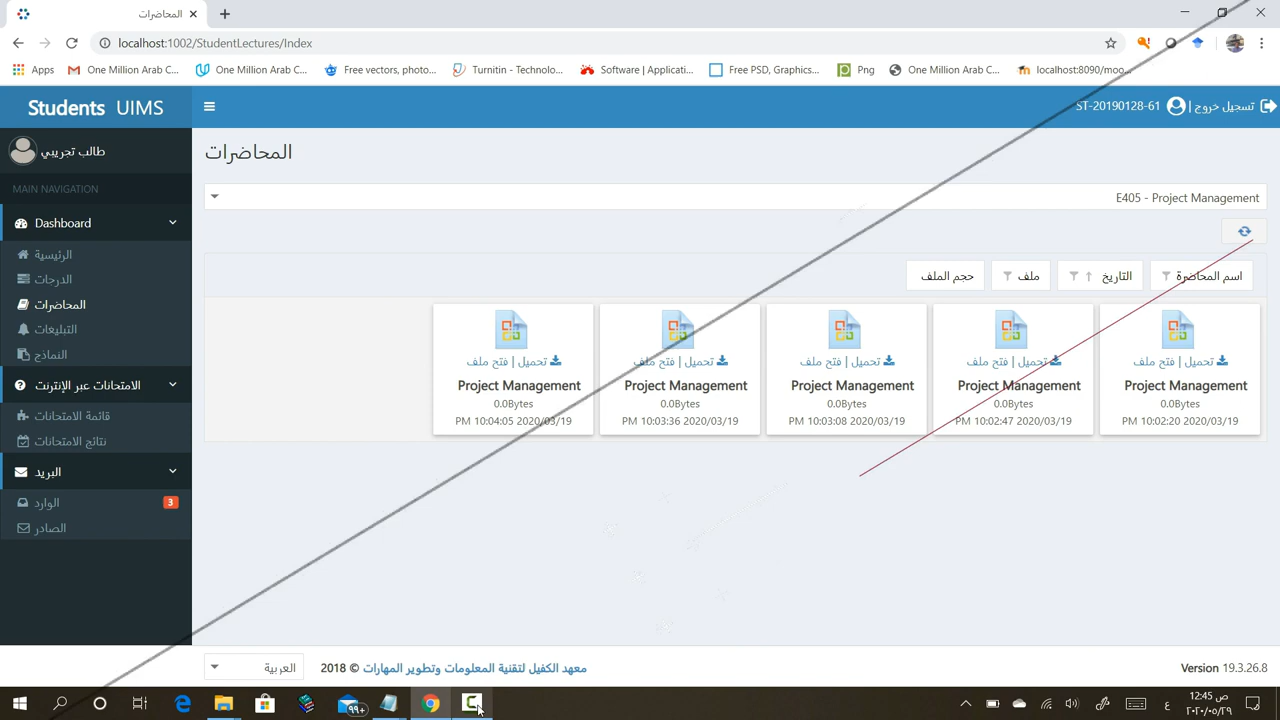 المحاضرات
localhost:1002/StudentLectures/Index
Apps
One Million Arab C...
One Million Arab C...
Free vectors, photo...
Turnitin - Technolo...
Software | Applicati...
Free PSD, Graphics...
Png
One Million Arab C...
localhost:8090/moo...
Students UIMS
ST-20190128-61
تسجيل خروج |
طالب تجريبي
المحاضرات
MAIN NAVIGATION
E405 - Project Management
Dashboard
الرئيسية
الدرجات
المحاضرات
التبليغات
النماذج
الامتحانات عبر الإنترنت
قائمة الامتحانات
نتائج الامتحانات
البريد
الوارد
3
الصادر
اسم المحاضرة
التاريخ
ملف
حجم الملف
تحميل | فتح ملف
Project Management
0.0Bytes
PM 10:02:20 2020/03/19
تحميل | فتح ملف
Project Management
0.0Bytes
PM 10:02:47 2020/03/19
تحميل | فتح ملف
Project Management
0.0Bytes
PM 10:03:08 2020/03/19
تحميل | فتح ملف
Project Management
0.0Bytes
PM 10:03:36 2020/03/19
تحميل | فتح ملف
Project Management
0.0Bytes
PM 10:04:05 2020/03/19
العربية
معهد الكفيل لتقنية المعلومات وتطوير المهارات © 2018
Version 19.3.26.8
99+
ع
12:45 ص
٢٠٢٠/٠٥/٢٩